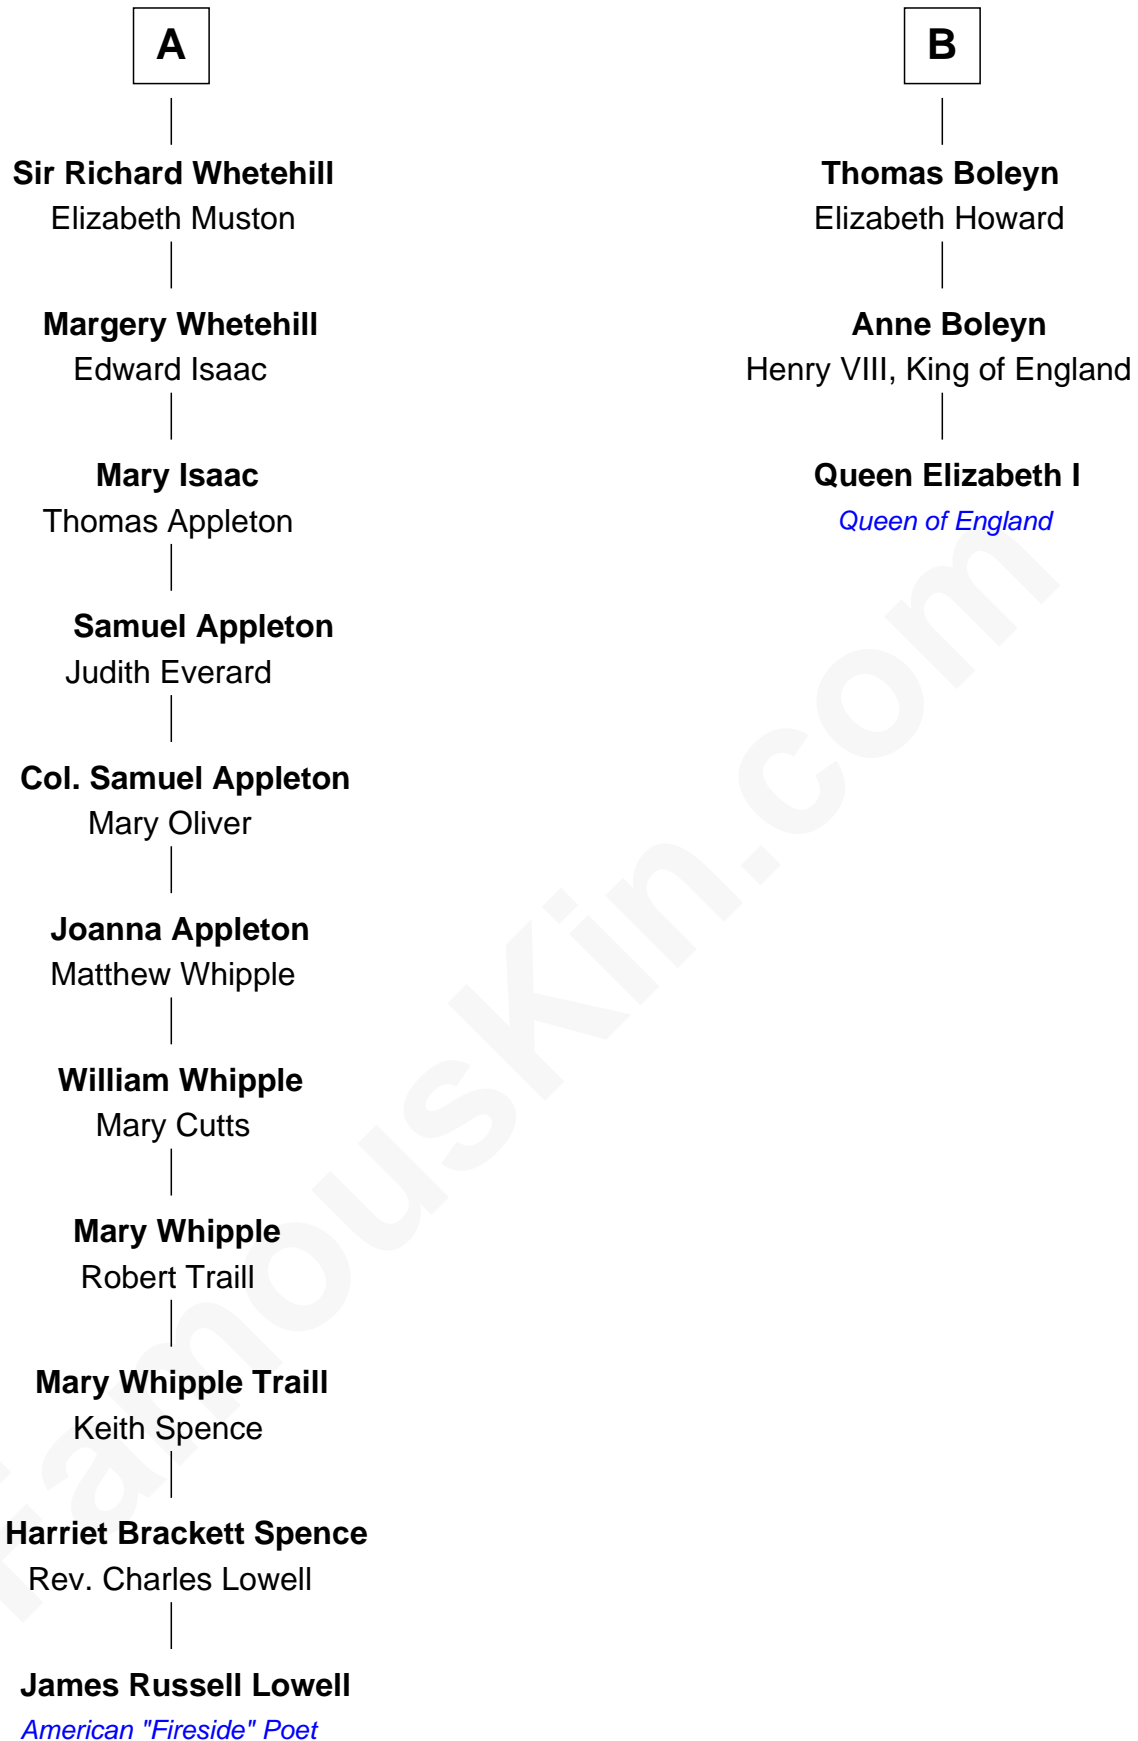 A
Sir Richard Whetehill
Elizabeth Muston
Margery Whetehill
Edward Isaac
Mary Isaac
Thomas Appleton
Samuel Appleton
Judith Everard
Col. Samuel Appleton
Mary Oliver
Joanna Appleton
Matthew Whipple
William Whipple
Mary Cutts
Mary Whipple
Robert Traill
Mary Whipple Traill
Keith Spence
Harriet Brackett Spence
Rev. Charles Lowell
James Russell Lowell
American "Fireside" Poet
B
Thomas Boleyn
Elizabeth Howard
Anne Boleyn
Henry VIII, King of England
Queen Elizabeth I
Queen of England
FamousKin.com